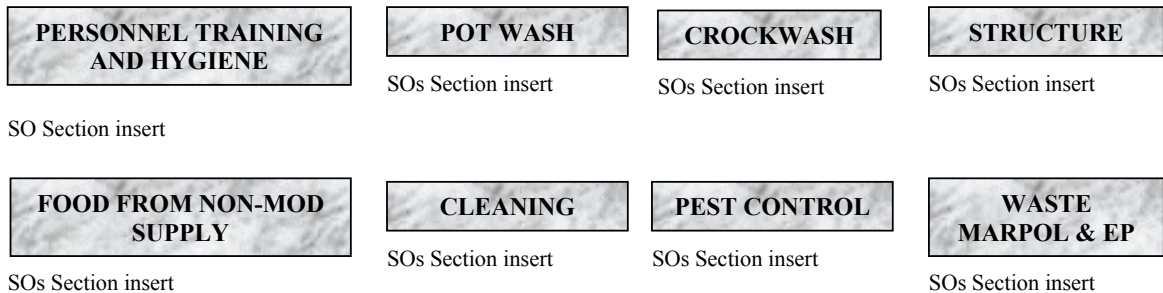 PERSONNEL TRAINING
AND HYGIENE
SO Section insert
POT WASH
SOs Section insert
CROCKWASH
SOs Section insert
STRUCTURE
SOs Section insert
FOOD FROM NON-MOD
SUPPLY
SOs Section insert
CLEANING
SOs Section insert
PEST CONTROL
SOs Section insert
WASTE
MARPOL & EP
SOs Section insert